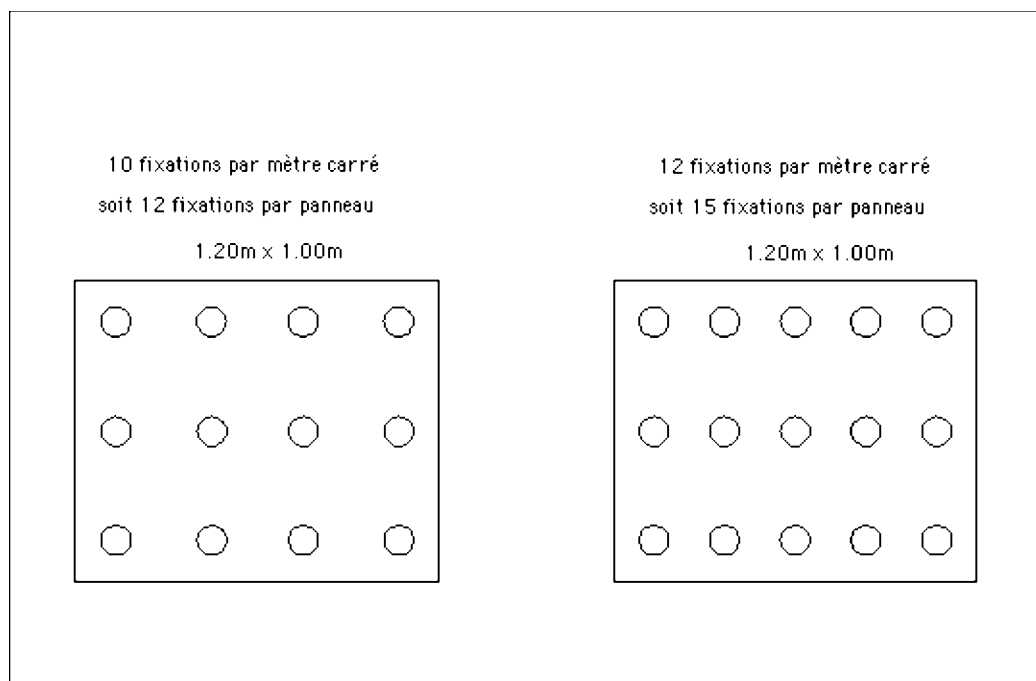 10 fixations par mètre carré
soit 12 fixations par panneau
1.20m x 1.00m
12 fixations par mètre carré
soit 15 fixations par panneau
1.20m x 1.00m